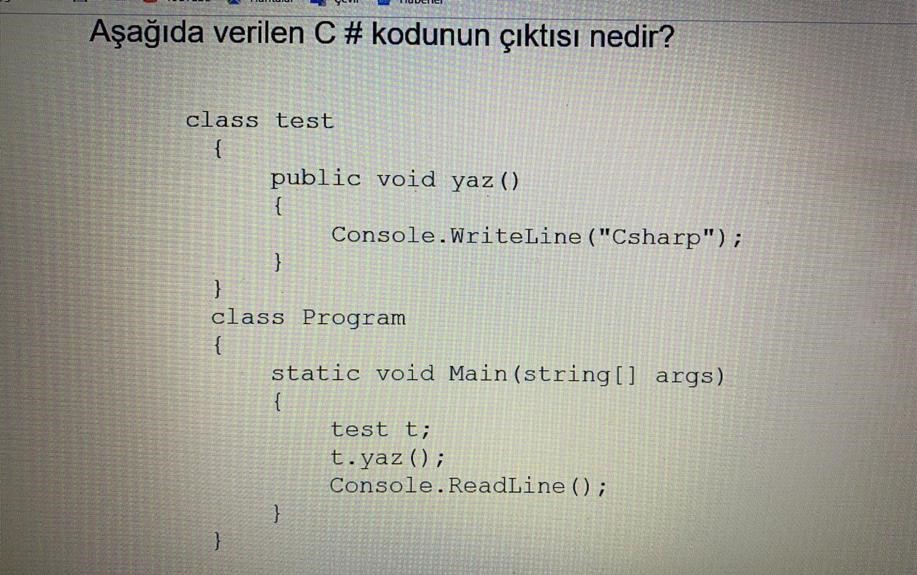 Aşağıda verilen C # kodunun çıktısı nedir?
class test
{
public void yaz()
{
Console.WriteLine("Csharp");
}
}
class Program
{
static void Main(string[] args)
{
test t;
t.yaz();
Console.ReadLine();
}
}